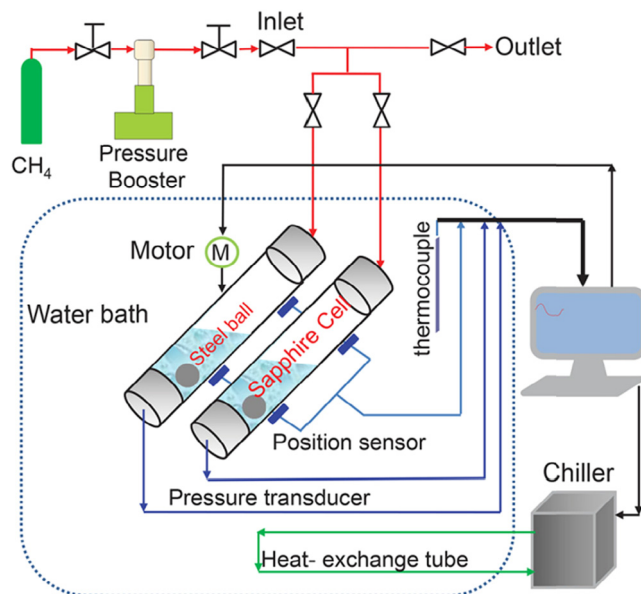 Inlet
Outlet
CH4
Pressure
Booster
Motor
M
Water bath
Steel ball
Sapphire Cell
thermocouple
Position sensor
Pressure transducer
Chiller
Heat- exchange tube